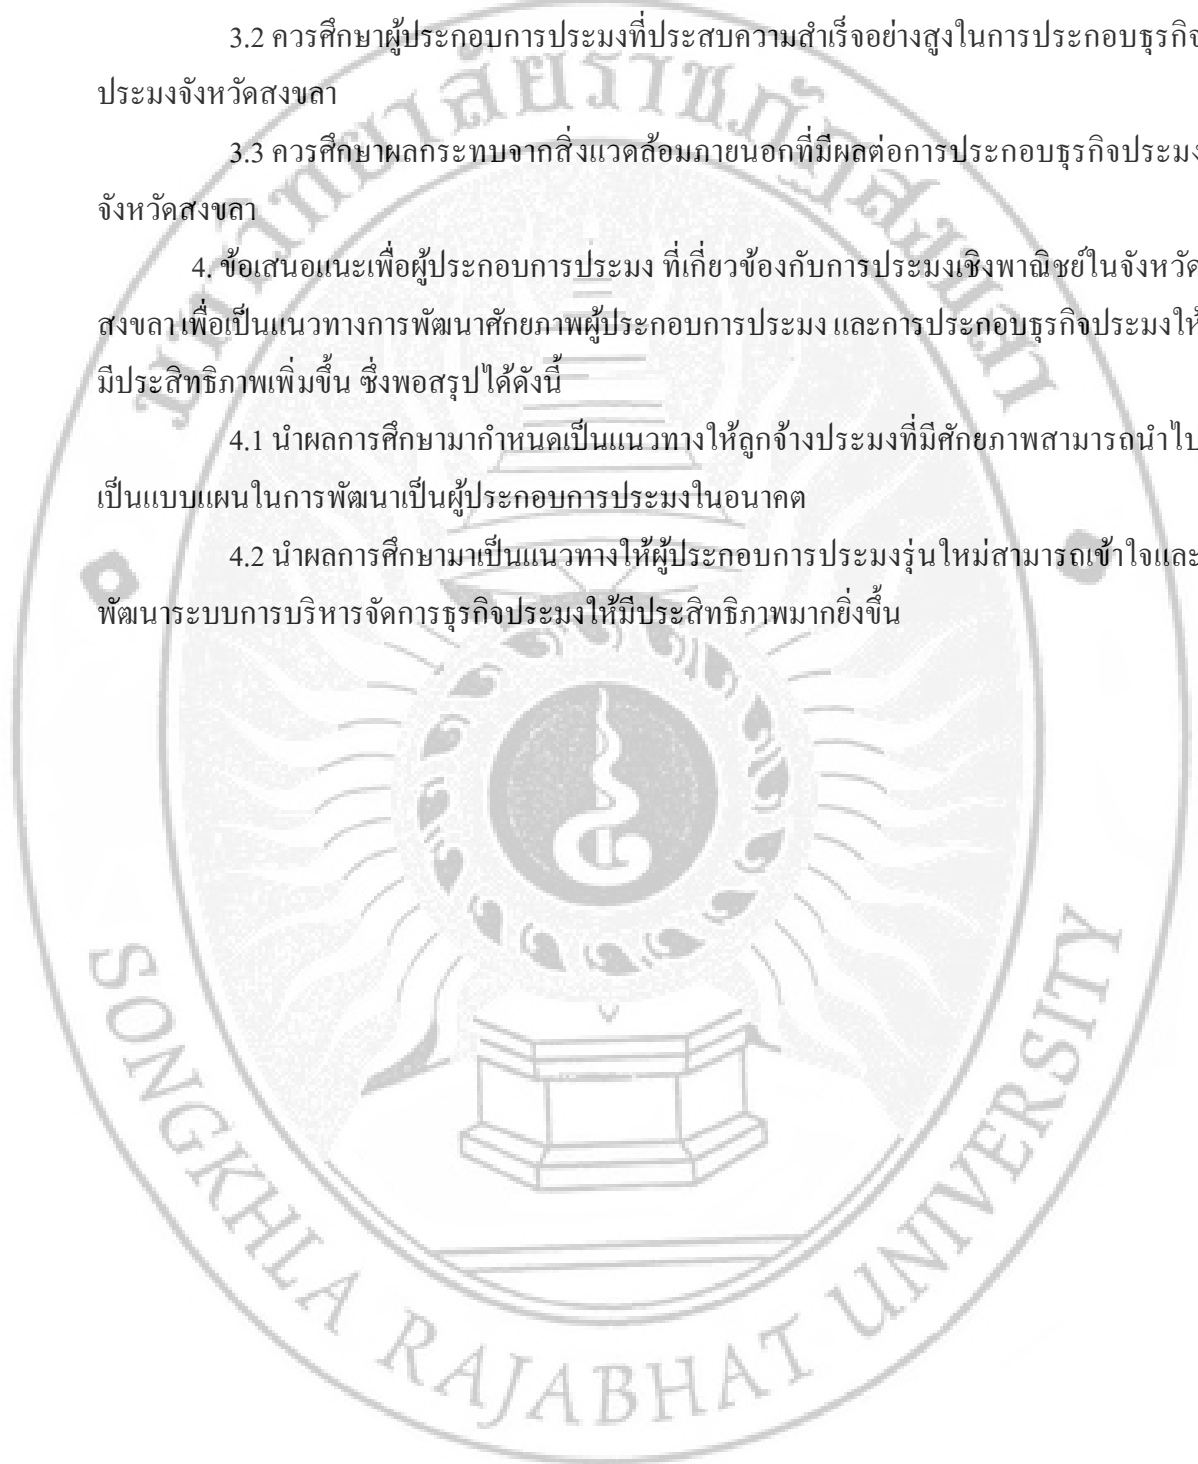 3.2 ควรศึกษาผู้ประกอบการประมงที่ประสบความสำเร็จอย่างสูงในการประกอบธุรกิจ
ประมงจังหวัดสงขลา
3.3 ควรศึกษาผลกระทบจากสิ่งแวดล้อมภายนอกที่มีผลต่อการประกอบธุรกิจประมง
จังหวัดสงขลา
4. ข้อเสนอแนะเพื่อผู้ประกอบการประมง ที่เกี่ยวข้องกับการประมงเชิงพาณิชย์ในจังหวัด
สงขลา เพื่อเป็นแนวทางการพัฒนาศักยภาพผู้ประกอบการประมง และการประกอบธุรกิจประมงให้
มีประสิทธิภาพเพิ่มขึ้น ซึ่งพอสรุปได้ดังนี้
4.1 นำผลการศึกษามากำหนดเป็นแนวทางให้ลูกจ้างประมงที่มีศักยภาพสามารถนำไป
เป็นแบบแผนในการพัฒนาเป็นผู้ประกอบการประมงในอนาคต
4.2 นำผลการศึกษามาเป็นแนวทางให้ผู้ประกอบการประมงรุ่นใหม่สามารถเข้าใจและ
พัฒนาระบบการบริหารจัดการธุรกิจประมงให้มีประสิทธิภาพมากยิ่งขึ้น
มหาวิทยาลัยราชภัฏสงขลา
SONGKHLA RAJABHAT UNIVERSITY